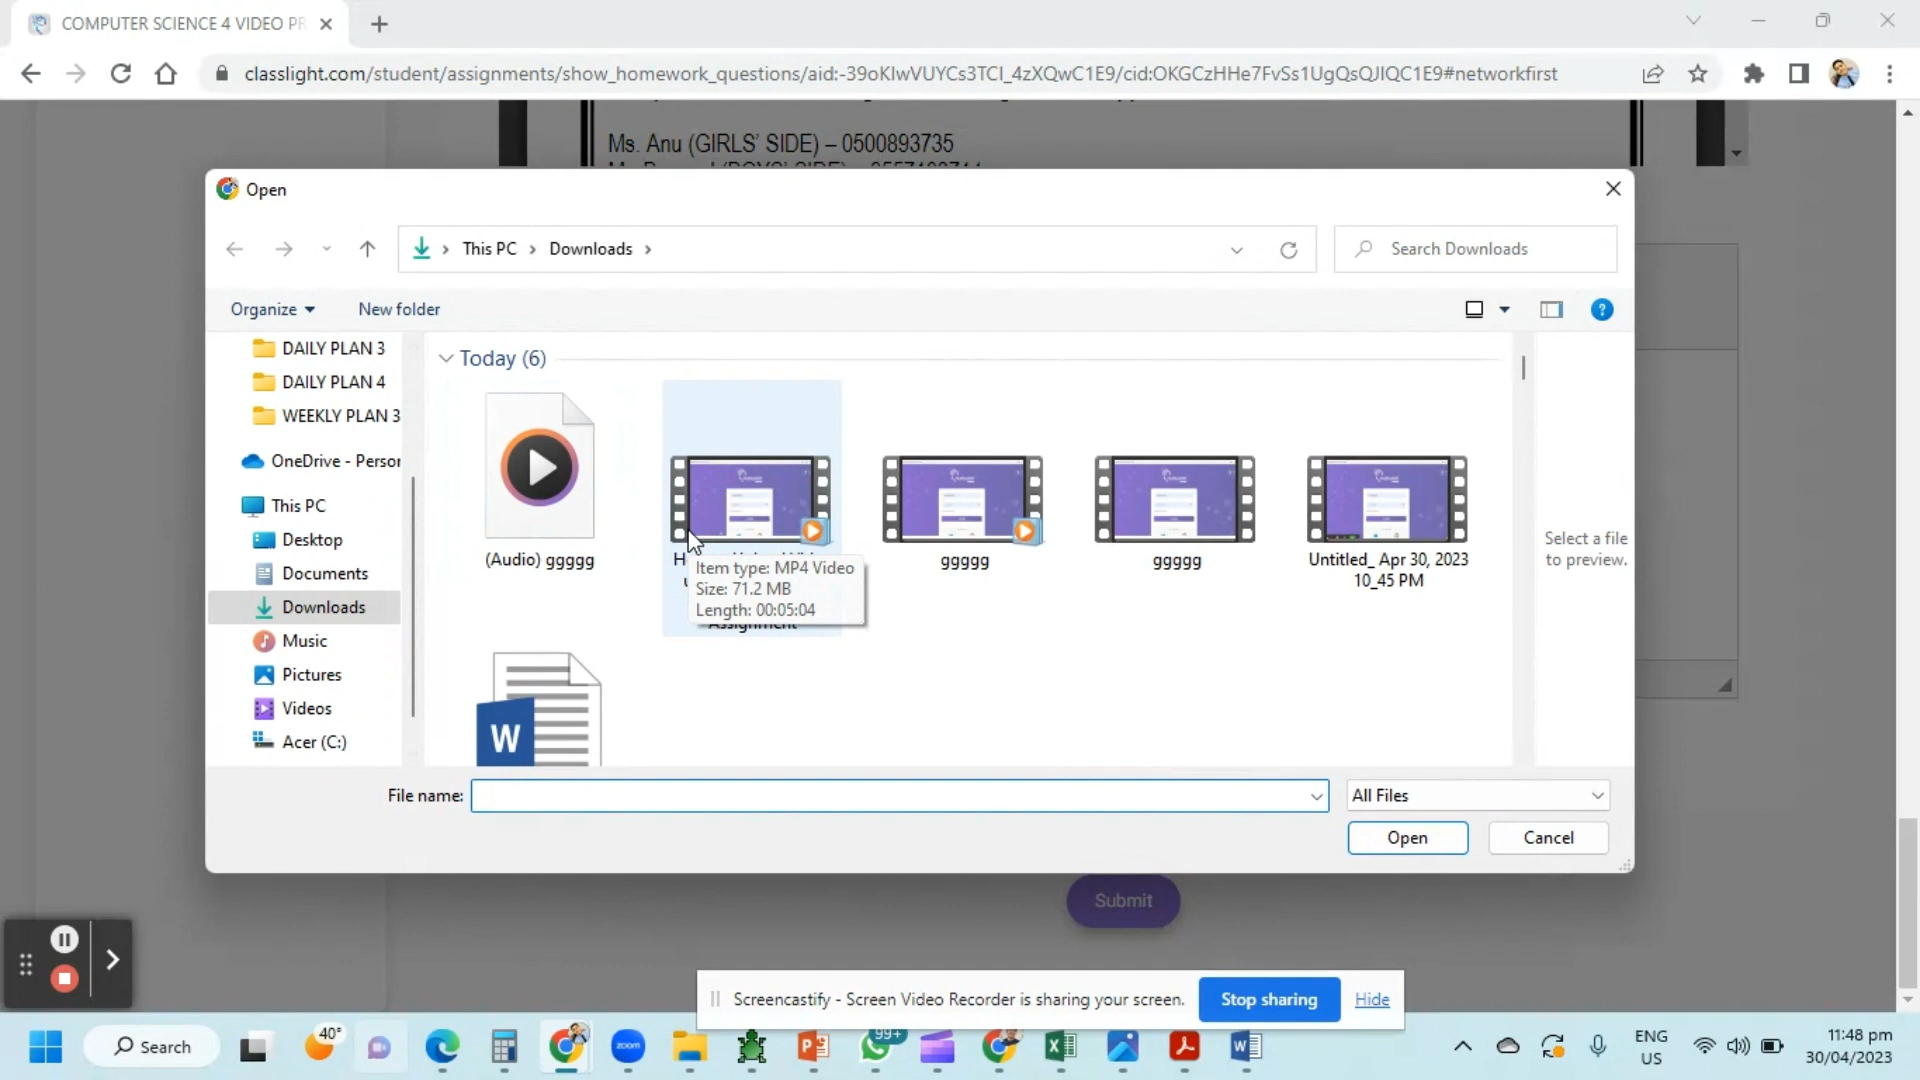 COMPUTER SCIENCE 4 VIDEO PR
classlight.com/student/assignments/show_homework_questions/aid:-39oKIwVUYCs3TCI_4zXQwC1E9/cid:OKGCzHHe7FvSs1UgQsQJIQC1E9#networkfirst
Ms. Anu (GIRLS' SIDE) – 0500893735
Open
This PC
Downloads
Search Downloads
Organize
New folder
DAILY PLAN 3
DAILY PLAN 4
WEEKLY PLAN 3
OneDrive - Person
This PC
Desktop
Documents
Downloads
Music
Pictures
Videos
Acer (C:)
Today (6)
(Audio) ggggg
Item type: MP4 Video
Size: 71.2 MB
Length: 00:05:04
Assignment
ggggg
ggggg
Untitled_ Apr 30, 2023
10_45 PM
W
Select a file
to preview.
File name:
All Files
Open
Cancel
Submit
Screencastify - Screen Video Recorder is sharing your screen.
Stop sharing
Hide
40°
Search
zoom
99+
ENG
US
11:48 pm
30/04/2023